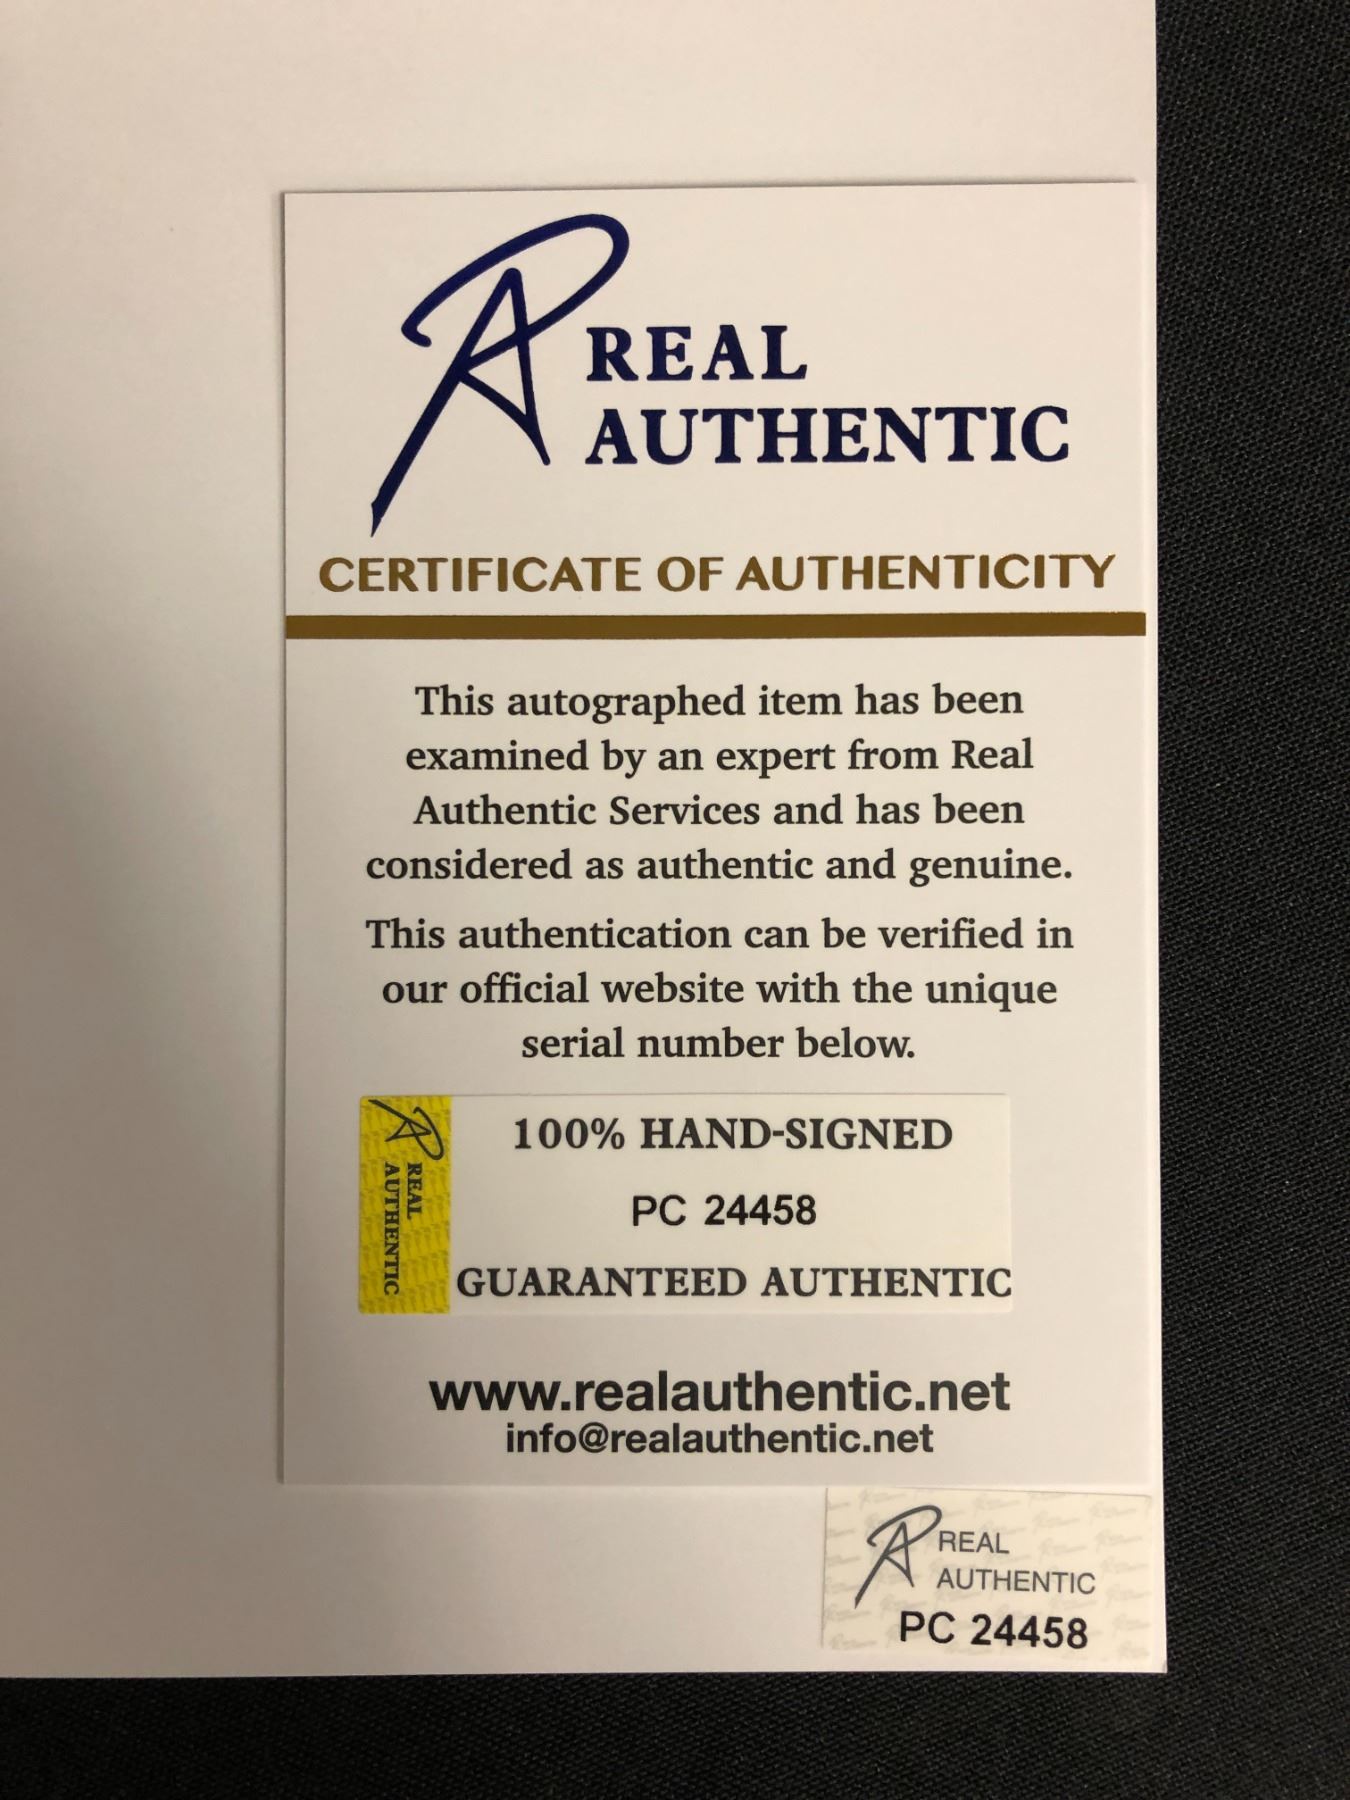 REAL
AUTHENTIC
CERTIFICATE OF AUTHENTICITY
This autographed item has been
examined by an expert from Real
Authentic Services and has been
considered as authentic and genuine.
This authentication can be verified in
our official website with the unique
serial number below.
REAL
AUTHENTIC
100% HAND-SIGNED
PC 24458
GUARANTEED AUTHENTIC
www.realauthentic.net
info@realauthentic.net
REAL
AUTHENTIC
PC 24458